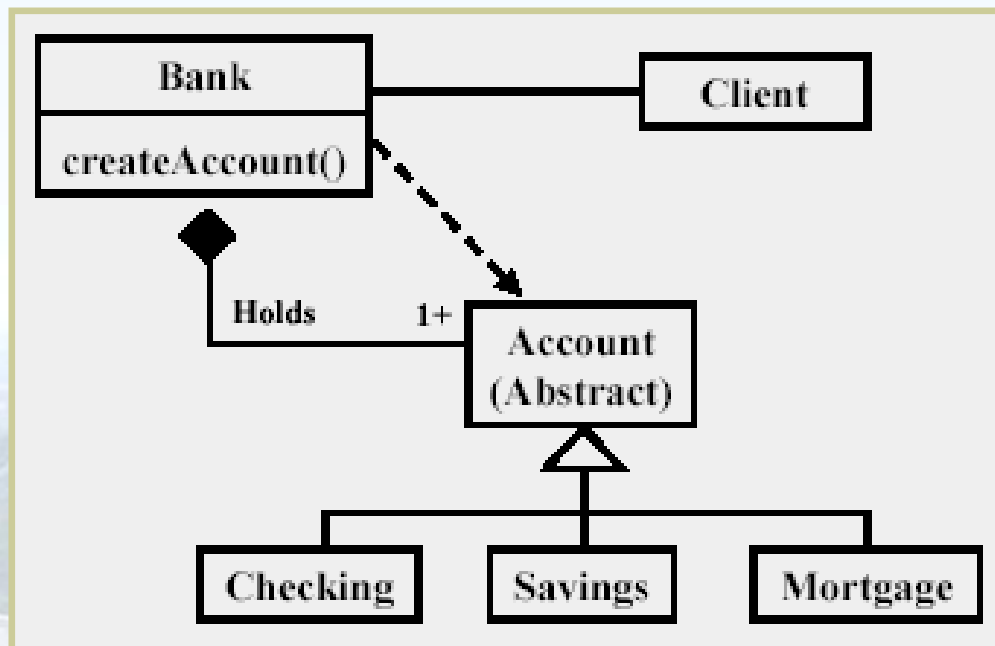 Bank
Client
createAccount()
Holds
1+
Account
(Abstract)
Checking
Savings
Mortgage